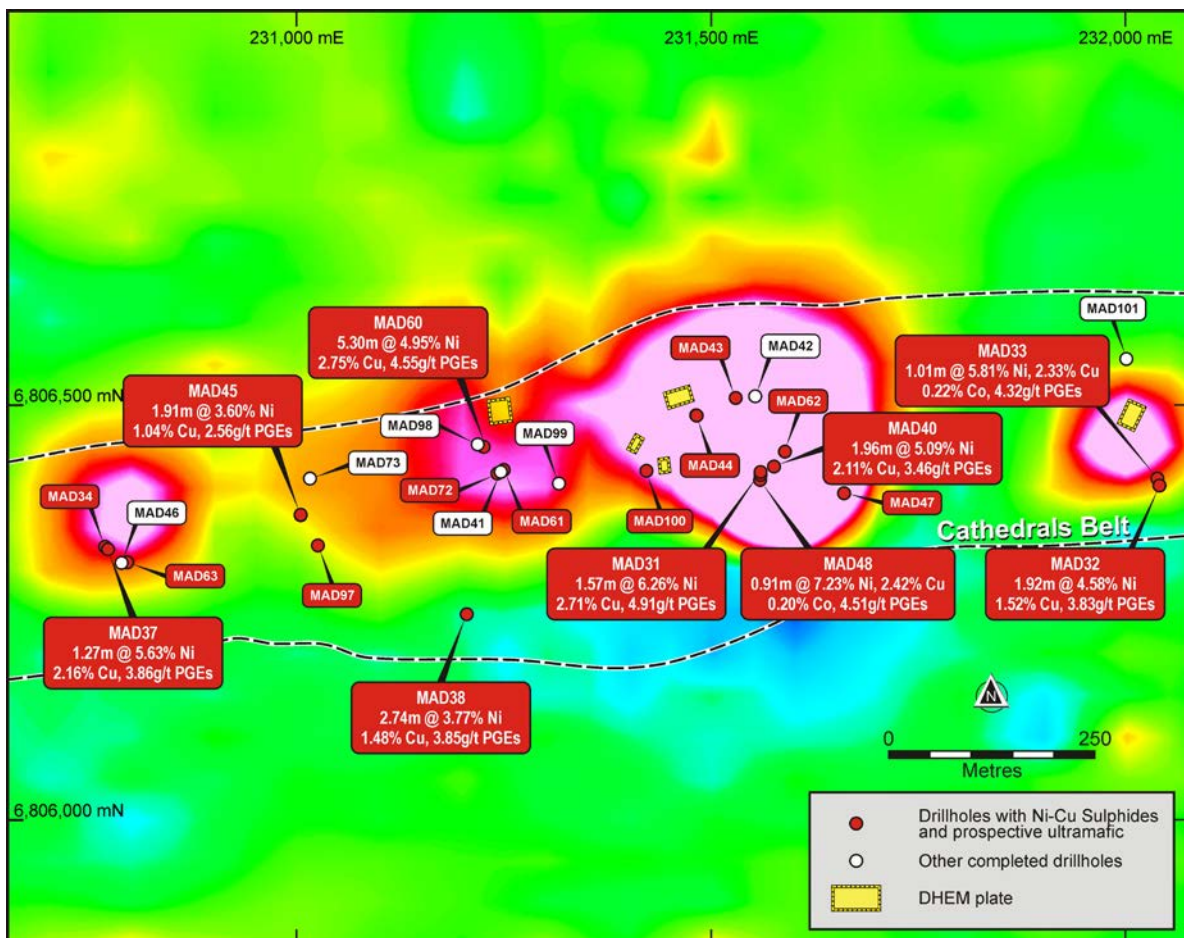 231,000 mE
231,500 mE
232,000 mE
MAD101
MAD60
5.30m @ 4.95% Ni
2.75% Cu, 4.55g/t PGEs
MAD43
MAD42
MAD33
1.01m @ 5.81% Ni, 2.33% Cu
0.22% Co, 4.32g/t PGEs
6,806,500 mN
MAD45
1.91m @ 3.60% Ni
1.04% Cu, 2.56g/t PGEs
MAD98
MAD99
MAD62
MAD40
1.96m @ 5.09% Ni
2.11% Cu, 3.46g/t PGEs
MAD73
MAD72
MAD44
MAD47
MAD34
MAD46
MAD41
MAD61
MAD100
Cathedrals Belt
MAD63
MAD97
MAD31
1.57m @ 6.26% Ni
2.71% Cu, 4.91g/t PGEs
MAD48
0.91m @ 7.23% Ni, 2.42% Cu
0.20% Co, 4.51g/t PGEs
MAD32
1.92m @ 4.58% Ni
1.52% Cu, 3.83g/t PGEs
MAD37
1.27m @ 5.63% Ni
2.16% Cu, 3.86g/t PGEs
MAD38
2.74m @ 3.77% Ni
1.48% Cu, 3.85g/t PGEs
N
0
250
Metres
6,806,000 mN
Drillholes with Ni-Cu Sulphides
and prospective ultramafic
Other completed drillholes
DHEM plate